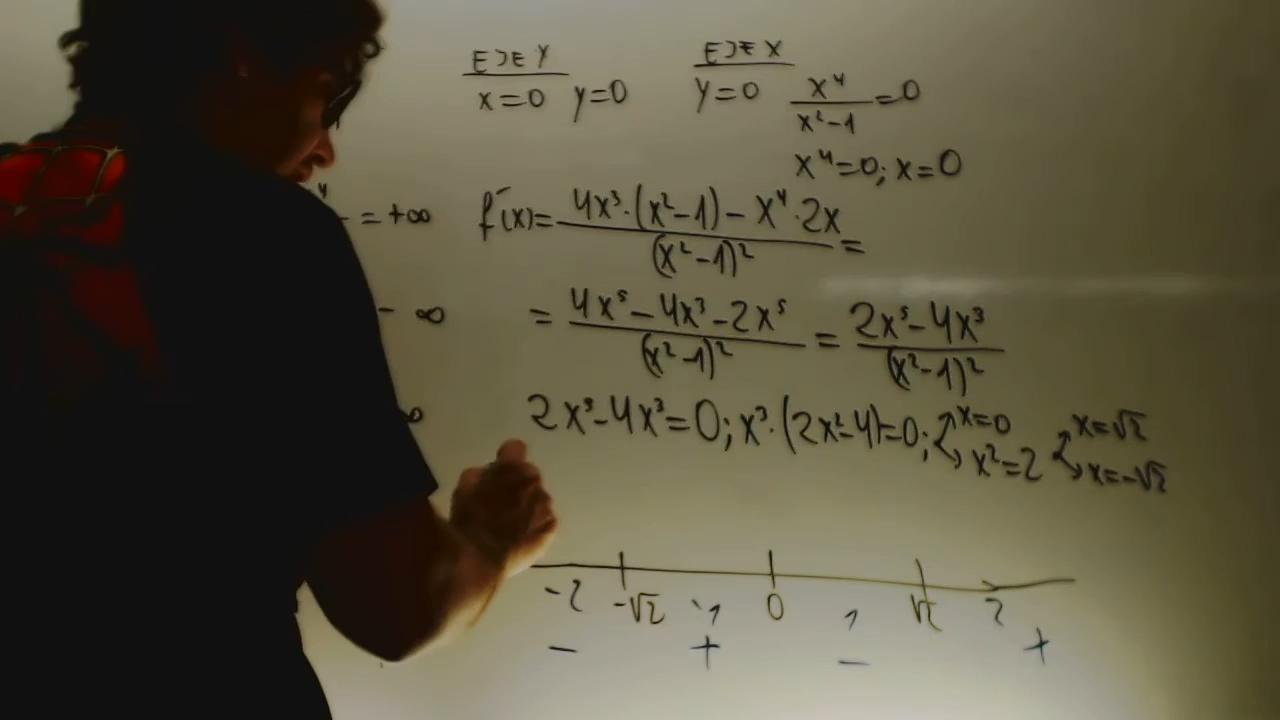 EJE Y EJE X
x=0 y=0 y=0 x⁴/(x²-1)=0
x⁴=0; x=0
=+∞ f'(x)= (4x³·(x²-1)-x⁴·2x)/(x²-1)² =
-∞ = (4x⁵-4x³-2x⁵)/(x²-1)² = (2x⁵-4x³)/(x²-1)²
2x⁵-4x³=0; x³·(2x²-4)=0; x=0 x=√2
x²=2 x=-√2
-2 -√2 -1 0 1 √2 2
- + - +